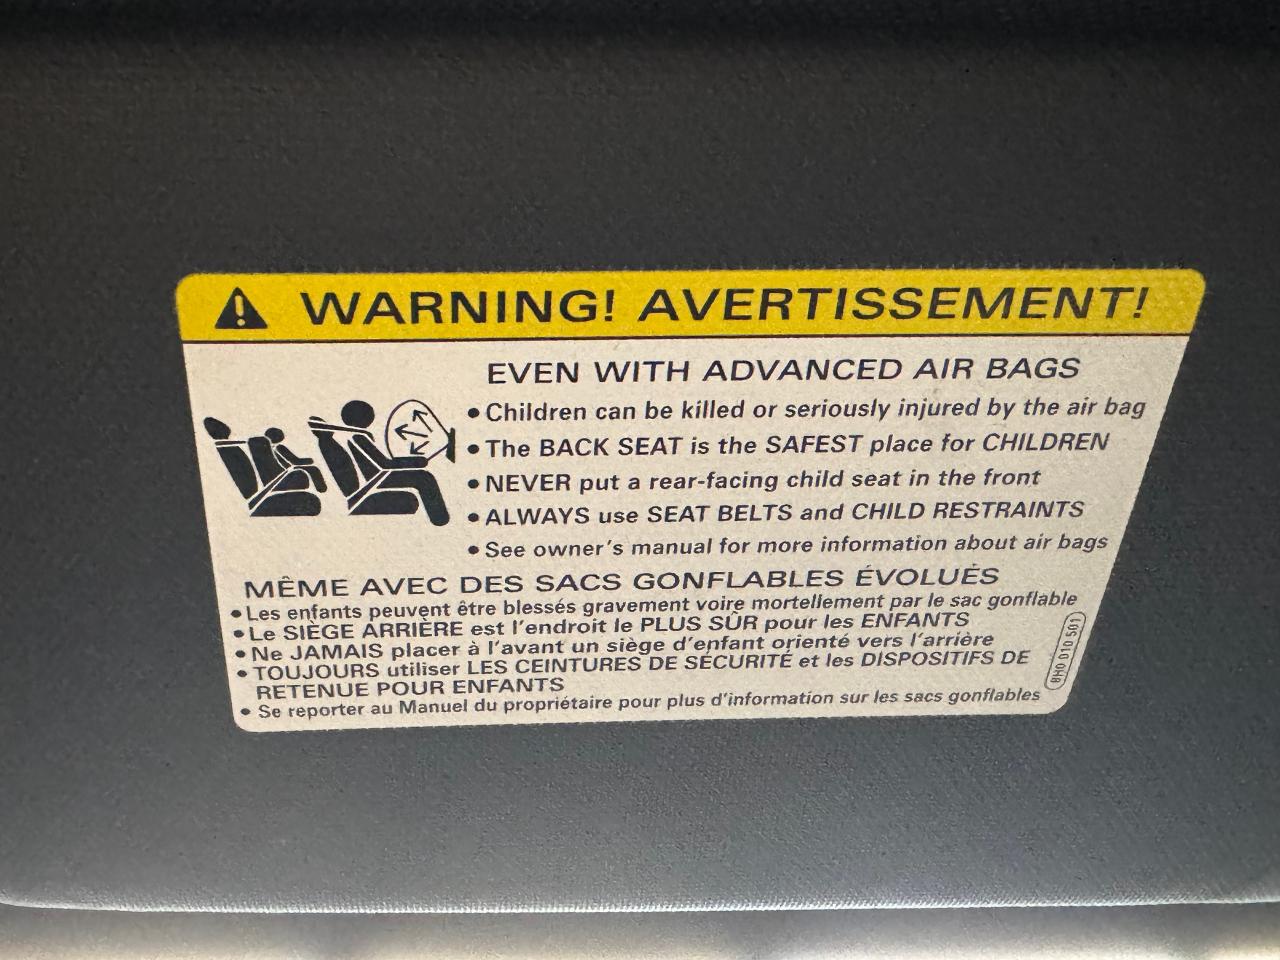 WARNING! AVERTISSEMENT!
EVEN WITH ADVANCED AIR BAGS
•Children can be killed or seriously injured by the air bag
•The BACK SEAT is the SAFEST place for CHILDREN
•NEVER put a rear-facing child seat in the front
•ALWAYS use SEAT BELTS and CHILD RESTRAINTS
•See owner's manual for more information about air bags
MÊME AVEC DES SACS GONFLABLES ÉVOLUÉS
•Les enfants peuvent être blessés gravement voire mortellement par le sac gonflable
•Le SIÈGE ARRIÈRE est l'endroit le PLUS SÛR pour les ENFANTS
•Ne JAMAIS placer à l'avant un siège d'enfant orienté vers l'arrière
•TOUJOURS utiliser LES CEINTURES DE SÉCURITÉ et les DISPOSITIFS DE
RETENUE POUR ENFANTS
• Se reporter au Manuel du propriétaire pour plus d'information sur les sacs gonflables
8H0 010 501